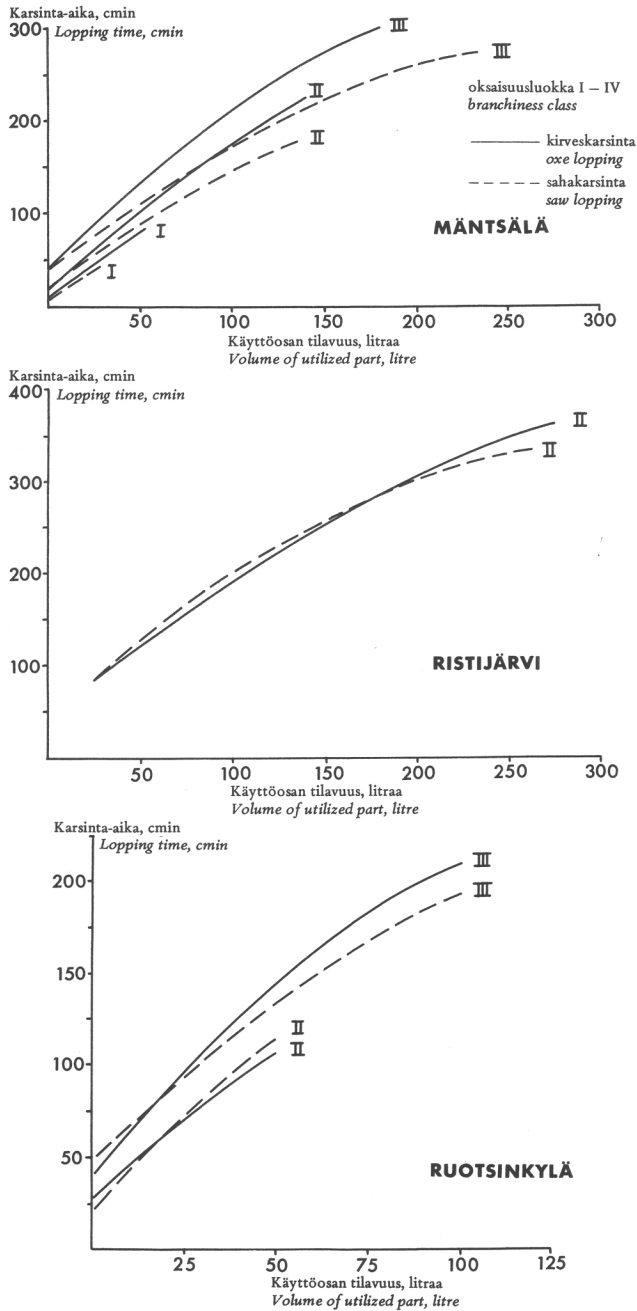 Karsinta-aika, cmin
Lopping time, cmin
300
200
100
III
III
II
II
I
I
oksaisuusluokka I – IV
branchiness class
kirveskarsinta
oxe lopping
sahakarsinta
saw lopping
MÄNTSÄLÄ
50 100 150 200 250 300
Käyttöosan tilavuus, litraa
Volume of utilized part, litre
Karsinta-aika, cmin
Lopping time, cmin
400
300
200
100
II
II
RISTIJÄRVI
50 100 150 200 250 300
Käyttöosan tilavuus, litraa
Volume of utilized part, litre
Karsinta-aika, cmin
Lopping time, cmin
200
150
100
50
III
III
II
II
RUOTSINKYLÄ
25 50 75 100 125
Käyttöosan tilavuus, litraa
Volume of utilized part, litre